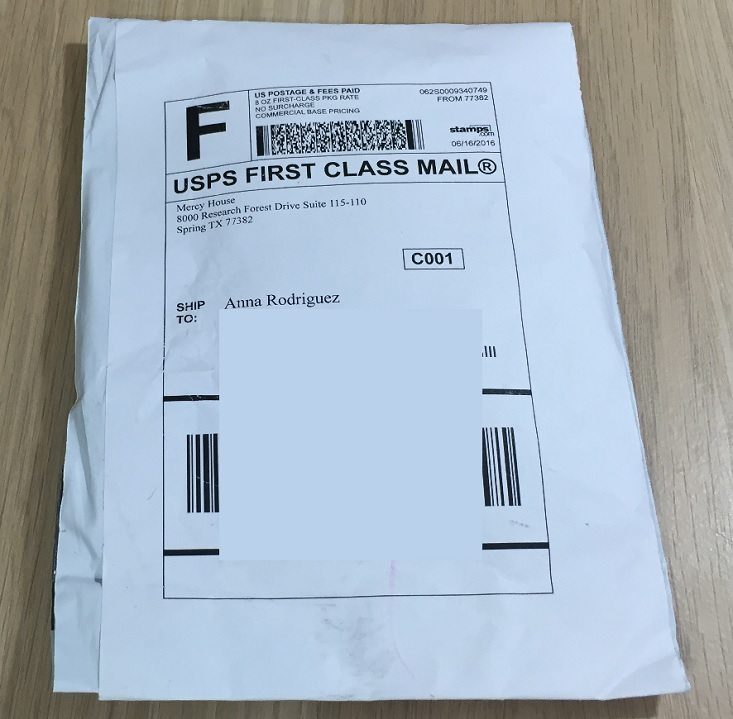 F
US POSTAGE & FEES PAID
8 OZ FIRST-CLASS PKG RATE
NO SURCHARGE
COMMERCIAL BASE PRICING
062S0009340749
FROM 77382
stamps.com
06/16/2016
USPS FIRST CLASS MAIL®
Mercy House
8000 Research Forest Drive Suite 115-110
Spring TX 77382
C001
SHIP TO:
Anna Rodriguez